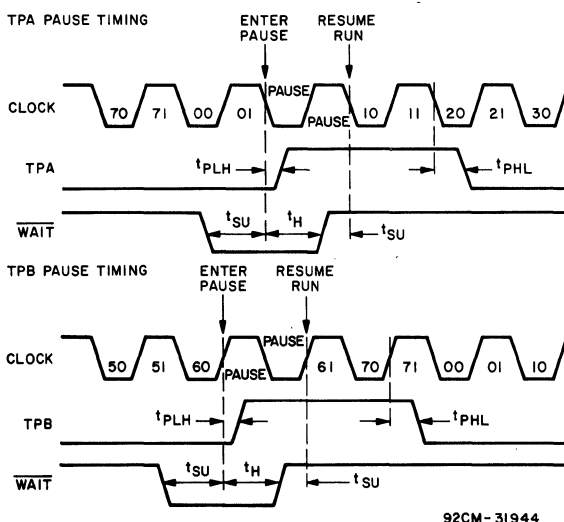 TPA PAUSE TIMING
ENTER PAUSE
RESUME RUN
CLOCK
70 71 00 01 PAUSE PAUSE 10 11 20 21 30
TPA
tPLH
tPHL
WAIT
tSU
tH
tSU
TPB PAUSE TIMING
ENTER PAUSE
RESUME RUN
CLOCK
50 51 60 PAUSE PAUSE 61 70 71 00 01 10
TPB
tPLH
tPHL
WAIT
tSU
tH
tSU
92CM-31944